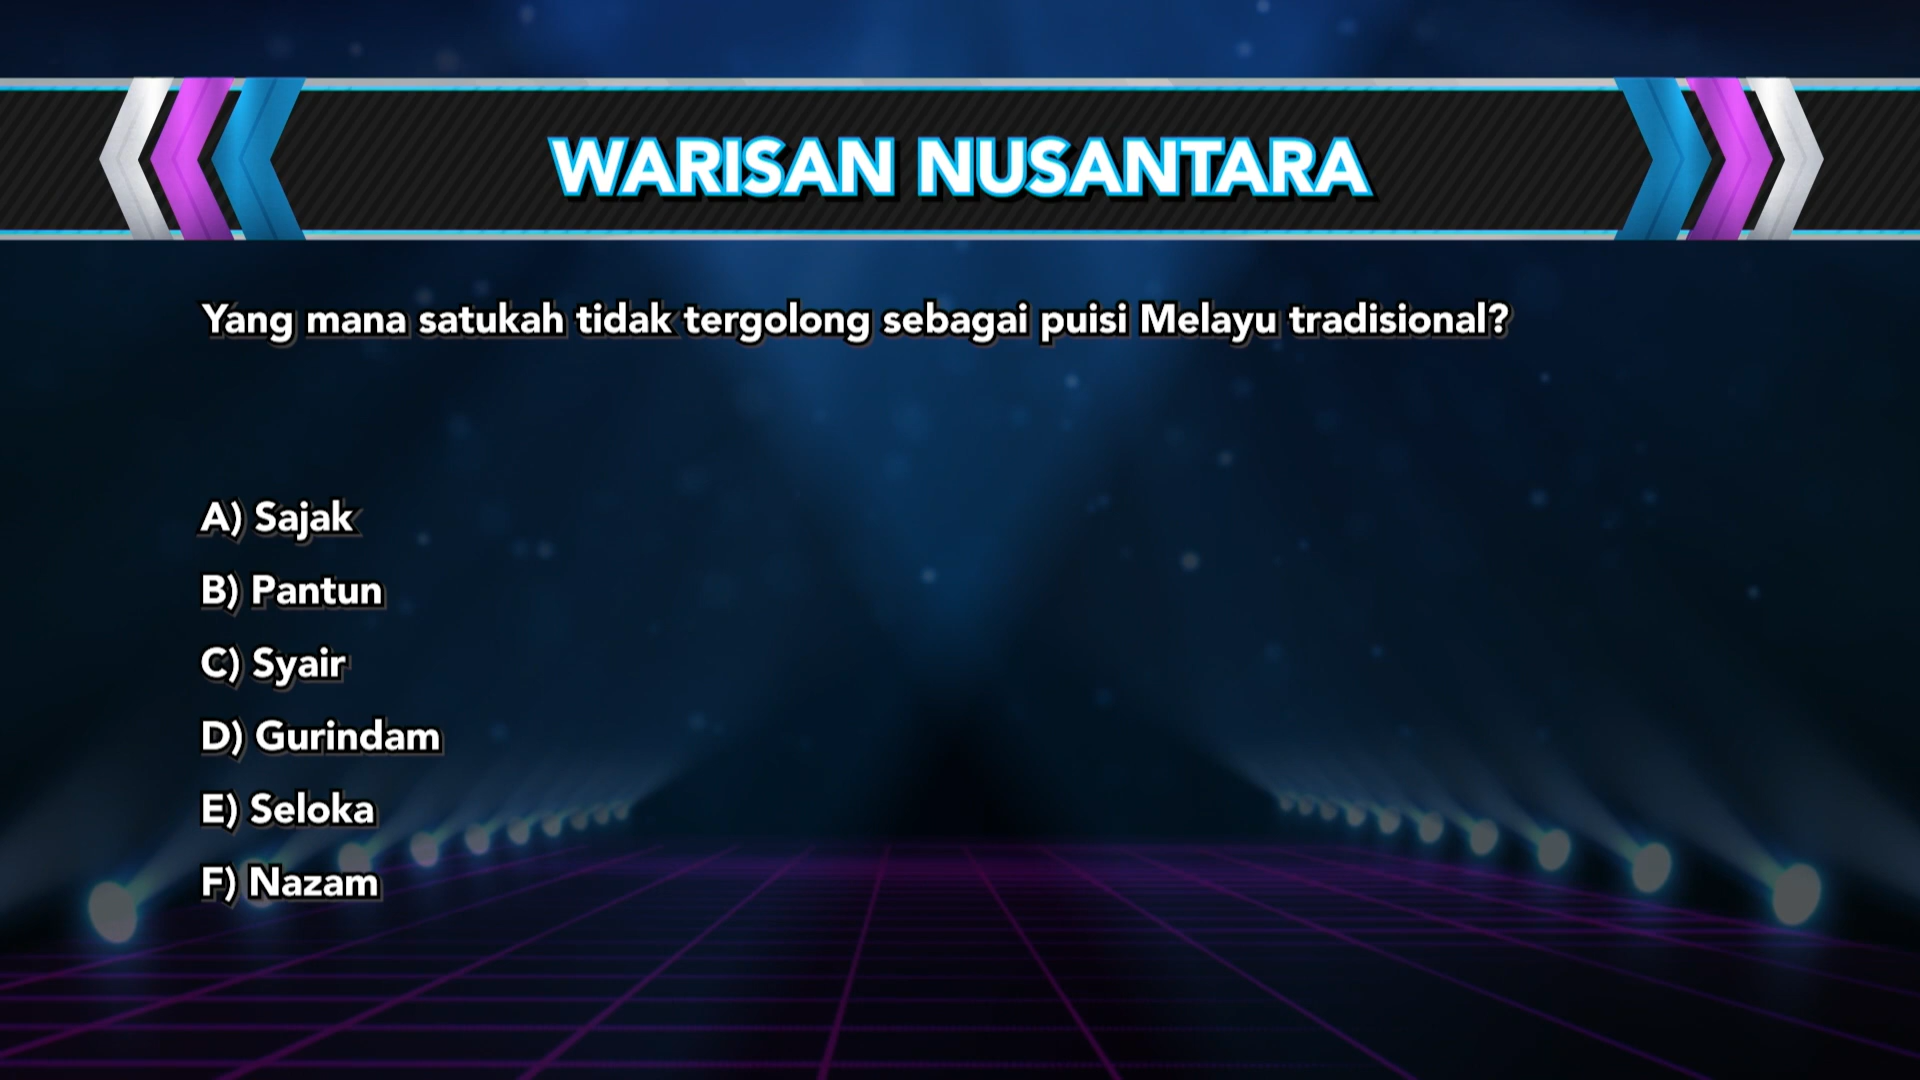 WARISAN NUSANTARA
Yang mana satukah tidak tergolong sebagai puisi Melayu tradisional?
A) Sajak
B) Pantun
C) Syair
D) Gurindam
E) Seloka
F) Nazam